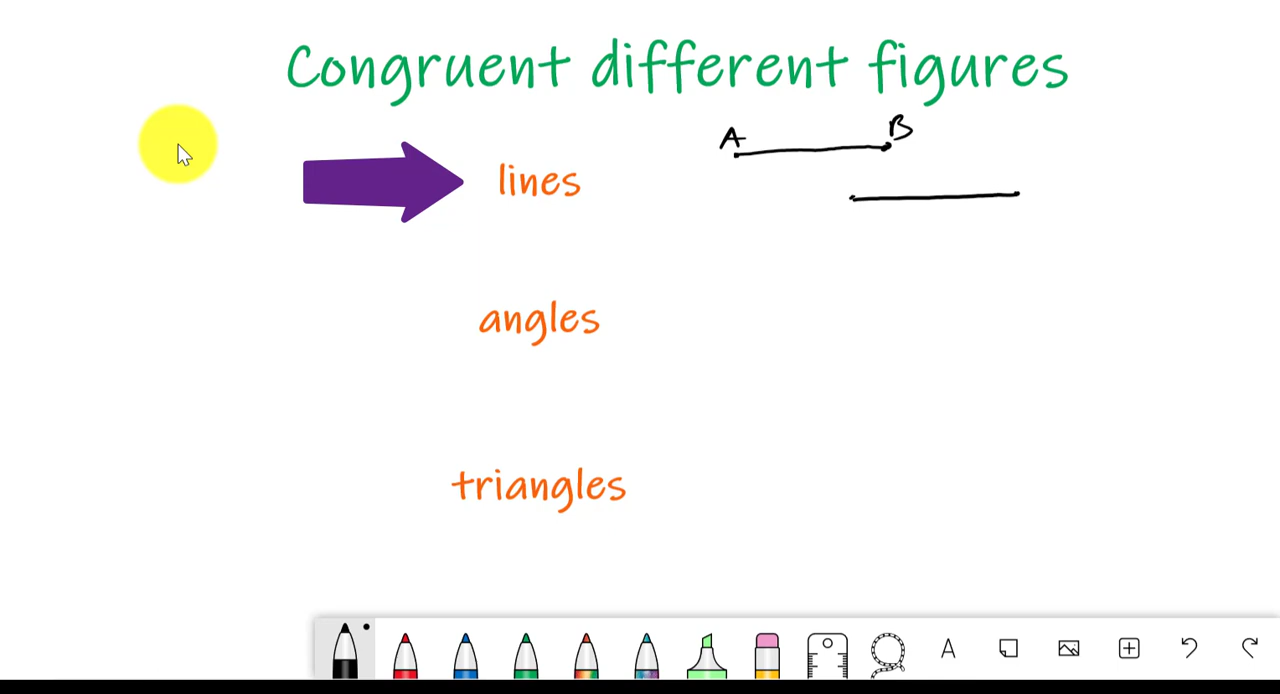 Congruent different figures
A B
lines
angles
triangles
A